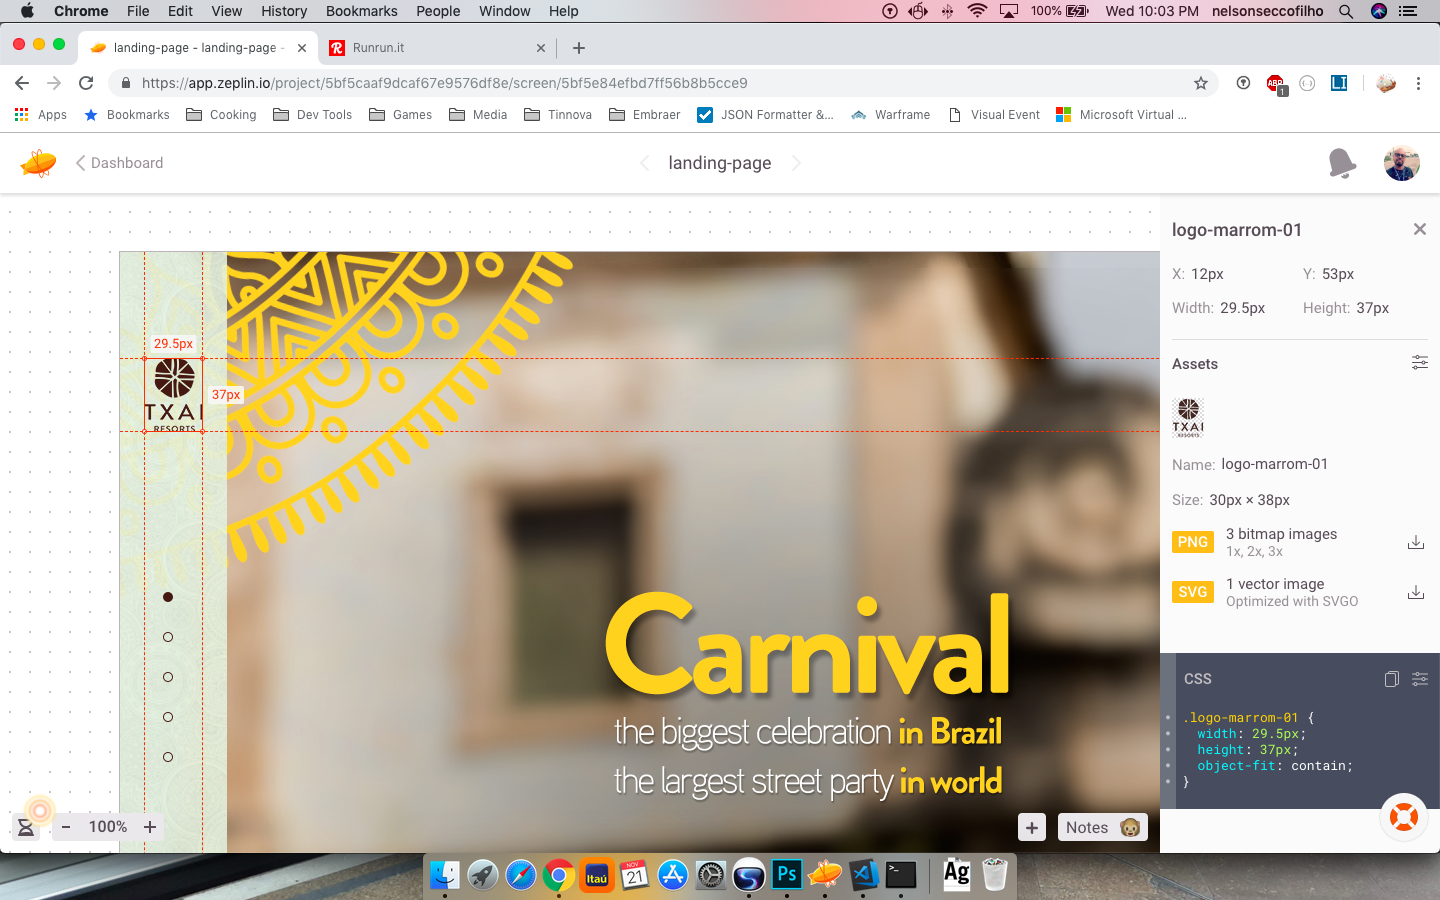 Chrome File Edit View History Bookmarks People Window Help 100% Wed 10:03 PM nelsonseccofilho
landing-page - landing-page -
Runrun.it
https://app.zeplin.io/project/5bf5caaf9dcaf67e9576df8e/screen/5bf5e84efbd7ff56b8b5cce9
ABP
1
LI
Apps Bookmarks Cooking Dev Tools Games Media Tinnova Embraer JSON Formatter &... Warframe Visual Event Microsoft Virtual ...
Dashboard
landing-page
29.5px
37px
TXAI
RESORTS
Carnival
the biggest celebration in Brazil
the largest street party in world
100%
Notes
logo-marrom-01
X: 12px Y: 53px
Width: 29.5px Height: 37px
Assets
TXAI
RESORTS
Name: logo-marrom-01
Size: 30px × 38px
PNG 3 bitmap images
1x, 2x, 3x
SVG 1 vector image
Optimized with SVGO
CSS
.logo-marrom-01 {
width: 29.5px;
height: 37px;
object-fit: contain;
}
Itaú
NOV
21
Ps
>_
Ag